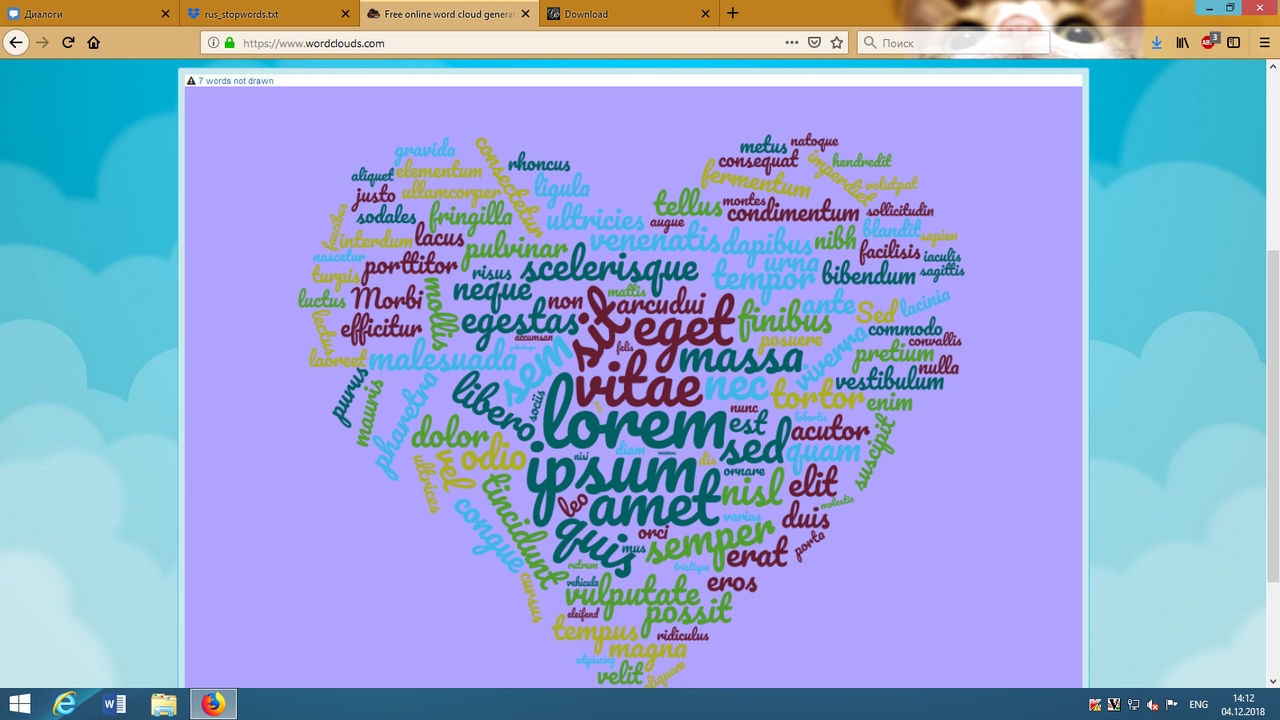 Диалоги
rus_stopwords.txt
Free online word cloud generat
Download
https://www.wordclouds.com
Поиск
3
7 words not drawn
natoque
metus
consectetur
gravida
rhoncus
consequat
hendredit
imperdiet
aliquet
elementum
fermentum
volutpat
justo
ullamcorper
ligula
tellus
montes
condimentum
sollicitudin
faucibus
sodales
fringilla
ultricies
augue
blandit
sapien
interdum
lacus
pulvinar
venenatis
dapibus
nibh
facilisis
iaculis
nascetur
turpis
porttitor
risus
scelerisque
urna
tempor
bibendum
sagittis
luctus
Morbi
mollis
neque
non
mattis
arcudui
ante
Sed
lacinia
lectus
efficitur
egestas
sit
eget
finibus
commodo
accumsan
felis
posuere
viverra
convallis
laoreet
malesuada
sem
massa
pretium
nulla
purus
mauris
pharetra
libero
sociis
vitae
nec
tortor
vestibulum
enim
lorem
nunc
lobortis
est
acutor
dolor
vel
odio
nisi
diam
dis
sed
quam
suscipit
ultrices
ipsum
ornare
tincidunt
leo
amet
nisl
elit
molestie
congue
quis
orci
varius
duis
mus
semper
erat
porta
rutrum
tristique
cursus
vehicula
vulputate
eros
eleifend
possit
tempus
ridiculus
magna
adipiscing
velit
aliquam
ENG
14:12
04.12.2018